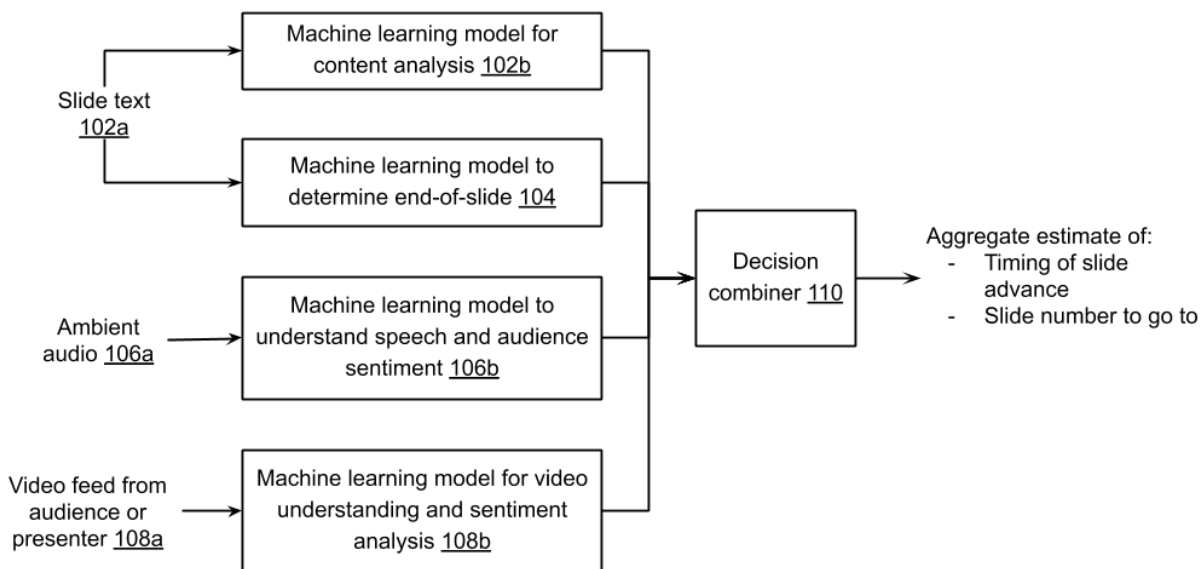 Machine learning model for
content analysis 102b
Slide text
102a
Machine learning model to
determine end-of-slide 104
Ambient
audio 106a
Machine learning model to
understand speech and audience
sentiment 106b
Video feed from
audience or
presenter 108a
Machine learning model for video
understanding and sentiment
analysis 108b
Decision
combiner 110
Aggregate estimate of:
- Timing of slide
advance
- Slide number to go to